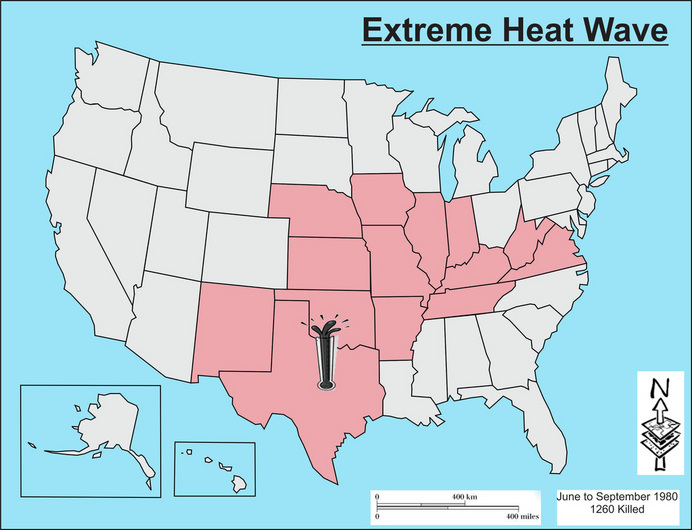 Extreme Heat Wave
N
0 400 km
0 400 miles
June to September 1980
1260 Killed